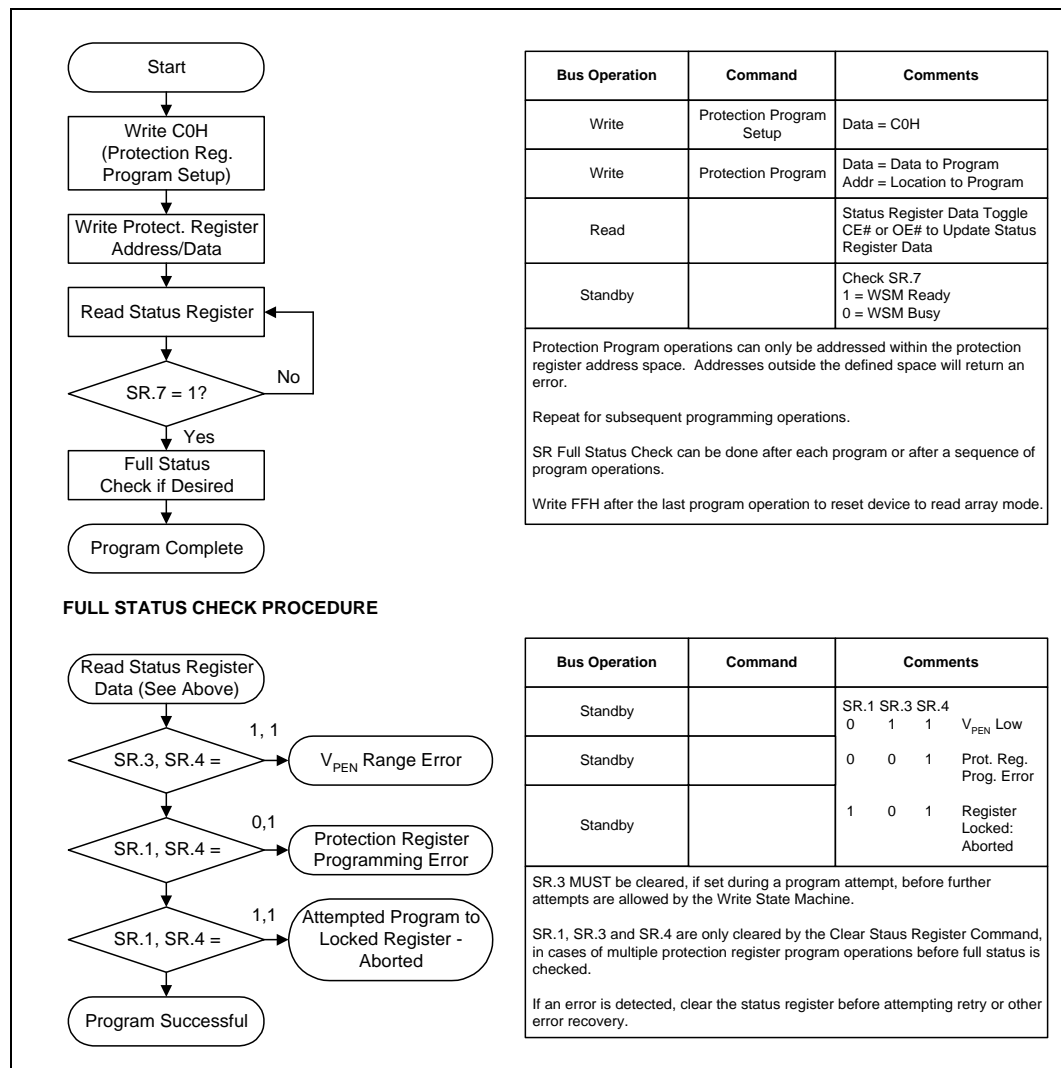 Start
Write C0H
(Protection Reg.
Program Setup)
Write Protect. Register
Address/Data
Read Status Register
No
SR.7 = 1?
Yes
Full Status
Check if Desired
Program Complete
Bus Operation Command Comments
Write Protection Program
Setup Data = C0H
Write Protection Program Data = Data to Program
Addr = Location to Program
Read Status Register Data Toggle
CE# or OE# to Update Status
Register Data
Standby Check SR.7
1 = WSM Ready
0 = WSM Busy
Protection Program operations can only be addressed within the protection
register address space. Addresses outside the defined space will return an
error.
Repeat for subsequent programming operations.
SR Full Status Check can be done after each program or after a sequence of
program operations.
Write FFH after the last program operation to reset device to read array mode.
FULL STATUS CHECK PROCEDURE
Read Status Register
Data (See Above)
1, 1
SR.3, SR.4 =
VPEN Range Error
0,1
SR.1, SR.4 =
Protection Register
Programming Error
1,1
SR.1, SR.4 =
Attempted Program to
Locked Register -
Aborted
Program Successful
Bus Operation Command Comments
SR.1 SR.3 SR.4
Standby 0 1 1 VPEN Low
Standby 0 0 1 Prot. Reg.
Prog. Error
Standby 1 0 1 Register
Locked:
Aborted
SR.3 MUST be cleared, if set during a program attempt, before further
attempts are allowed by the Write State Machine.
SR.1, SR.3 and SR.4 are only cleared by the Clear Staus Register Command,
in cases of multiple protection register program operations before full status is
checked.
If an error is detected, clear the status register before attempting retry or other
error recovery.